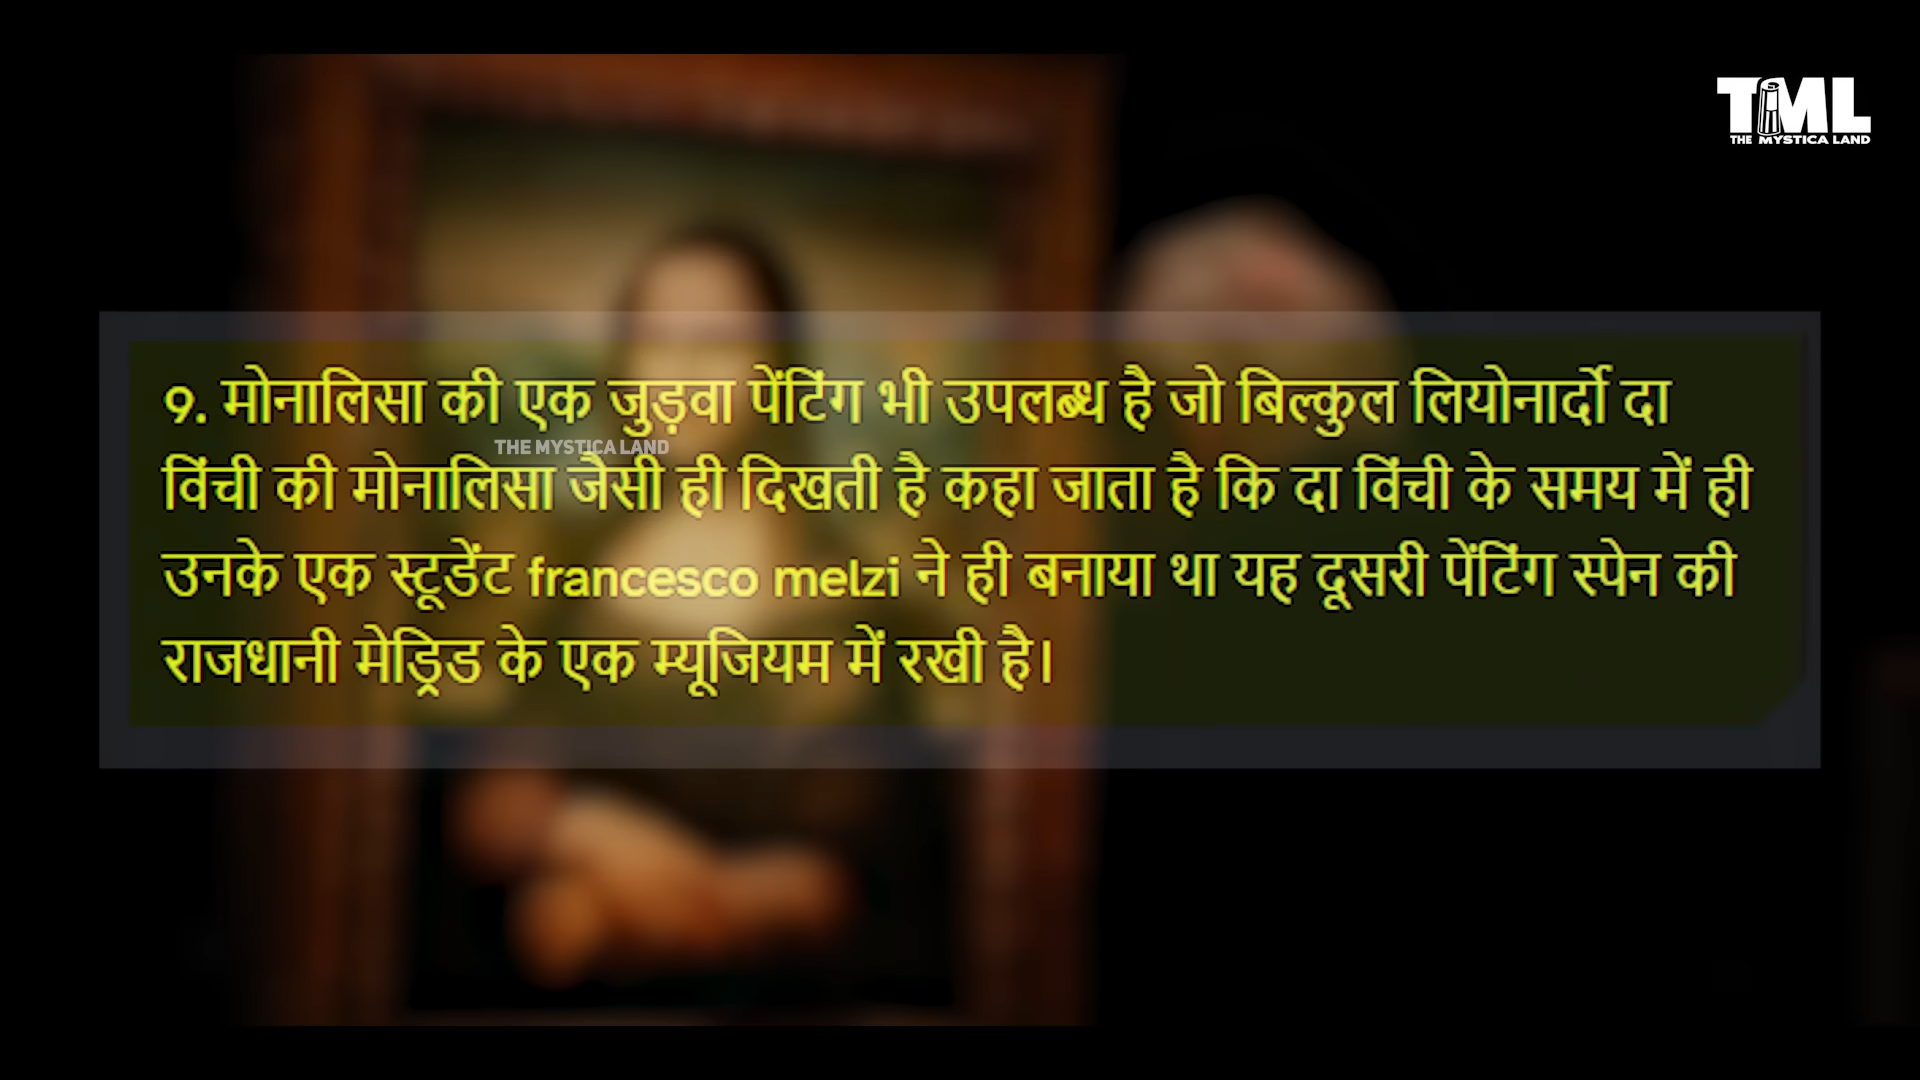 TML
THE MYSTICA LAND
9. मोनालिसा की एक जुड़वा पेंटिंग भी उपलब्ध है जो बिल्कुल लियोनार्दो दा
THE MYSTICA LAND
विंची की मोनालिसा जैसी ही दिखती है कहा जाता है कि दा विंची के समय में ही
उनके एक स्टूडेंट francesco melzi ने ही बनाया था यह दूसरी पेंटिंग स्पेन की
राजधानी मेड्रिड के एक म्यूजियम में रखी है।